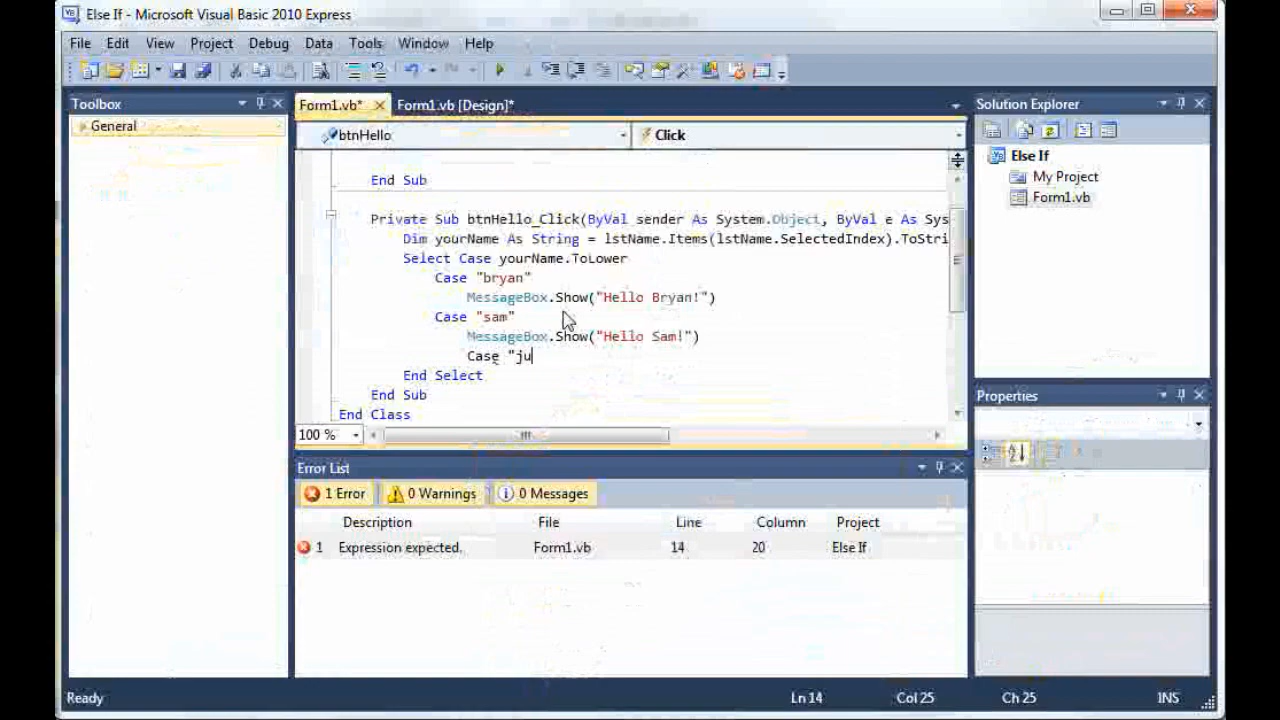 Else If - Microsoft Visual Basic 2010 Express
File Edit View Project Debug Data Tools Window Help
Toolbox
General
Form1.vb* Form1.vb [Design]*
btnHello Click
End Sub
Private Sub btnHello_Click(ByVal sender As System.Object, ByVal e As Sys
Dim yourName As String = lstName.Items(lstName.SelectedIndex).ToStri
Select Case yourName.ToLower
Case "bryan"
MessageBox.Show("Hello Bryan!")
Case "sam"
MessageBox.Show("Hello Sam!")
Case "ju
End Select
End Sub
End Class
100 %
Solution Explorer
Else If
My Project
Form1.vb
Properties
Error List
1 Error 0 Warnings 0 Messages
Description File Line Column Project
1 Expression expected. Form1.vb 14 20 Else If
Ready Ln 14 Col 25 Ch 25 INS